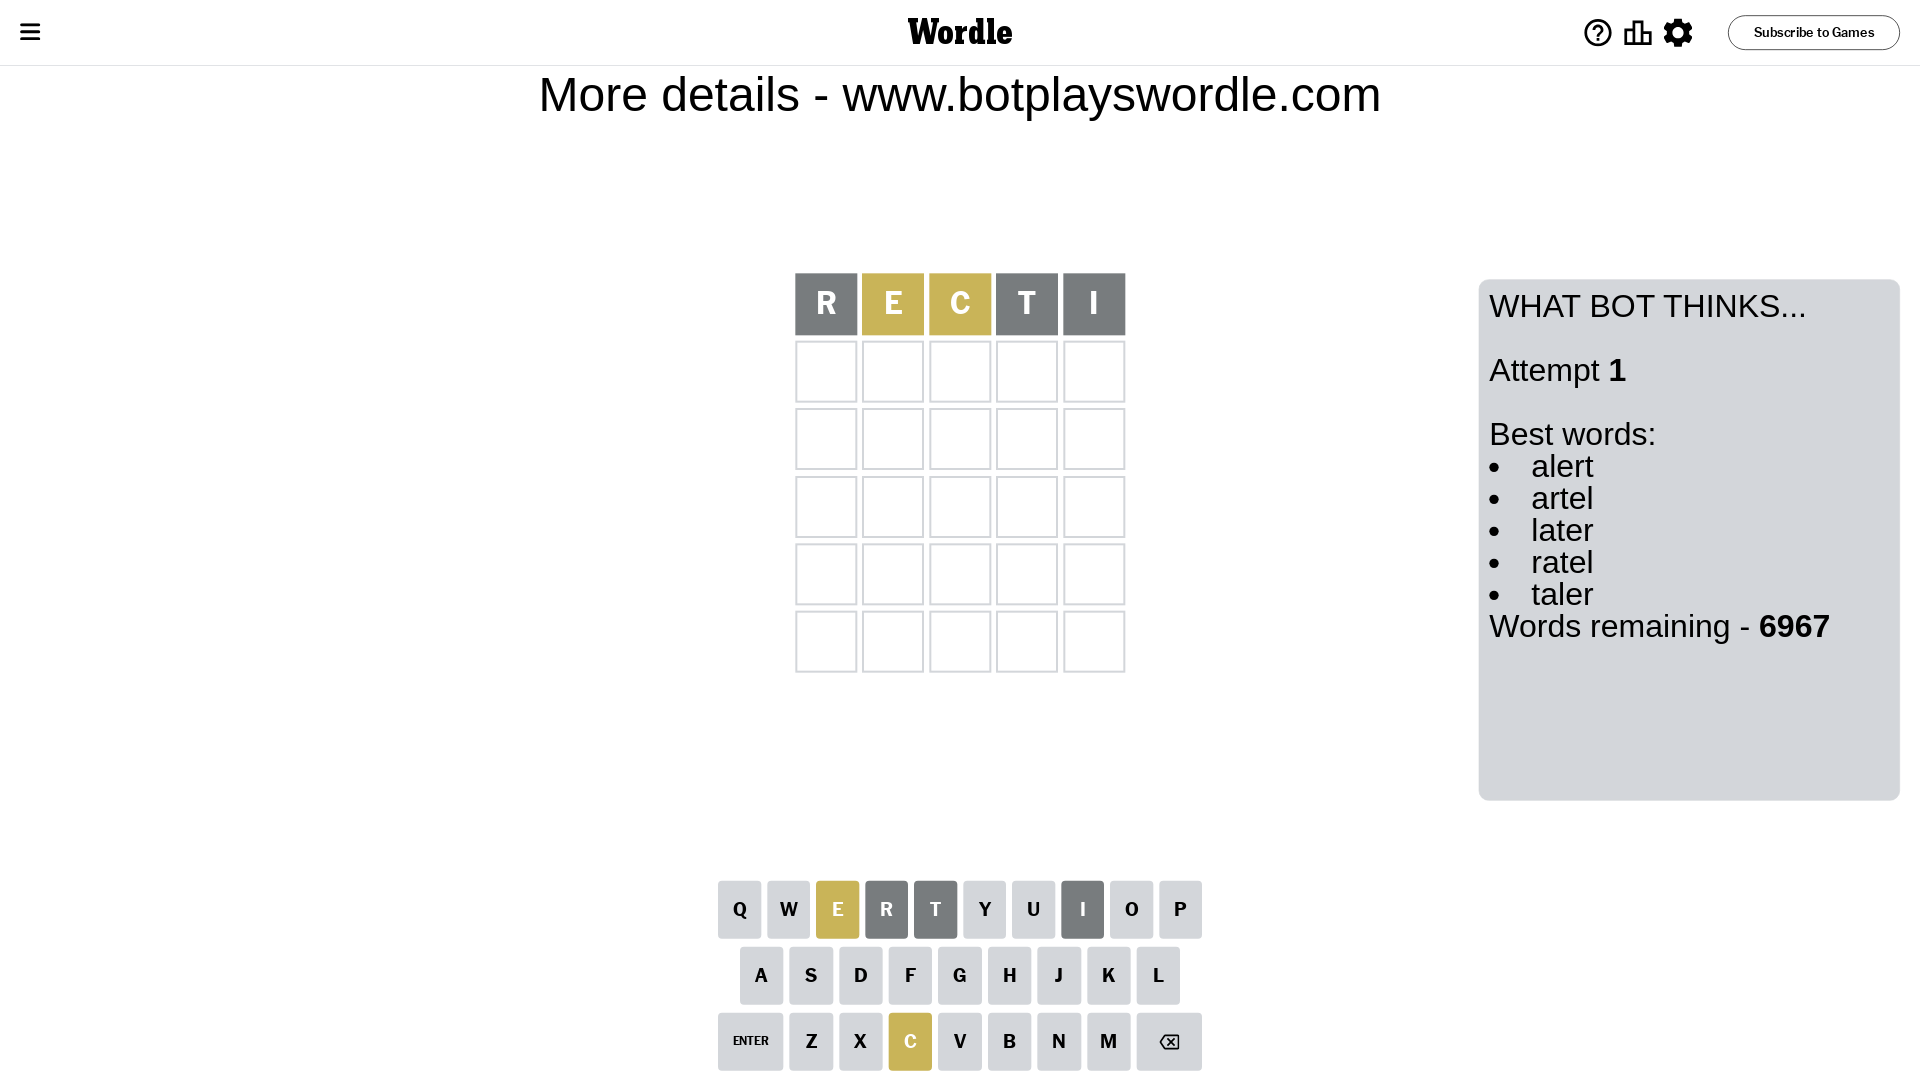 Wordle
Subscribe to Games
More details - www.botplayswordle.com
R E C T I
WHAT BOT THINKS...
Attempt 1
Best words:
• alert
• artel
• later
• ratel
• taler
Words remaining - 6967
Q W E R T Y U I O P
A S D F G H J K L
ENTER Z X C V B N M